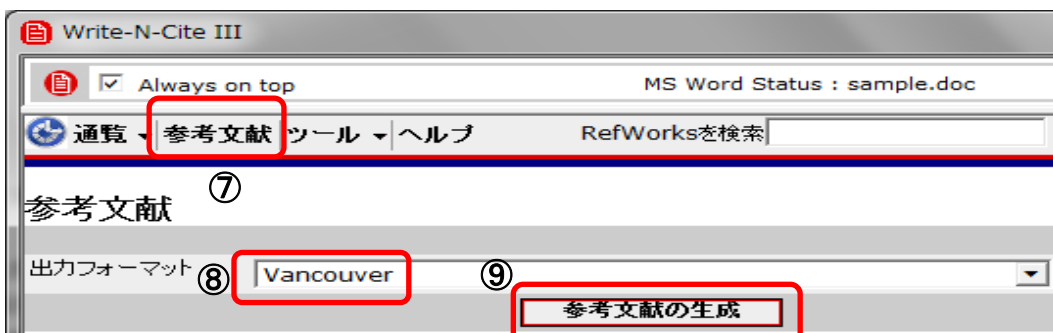 Write-N-Cite III
Always on top MS Word Status : sample.doc
通覧 参考文献 ツール ヘルプ RefWorksを検索
⑦
参考文献
出力フォーマット ⑧ Vancouver ⑨
参考文献の生成